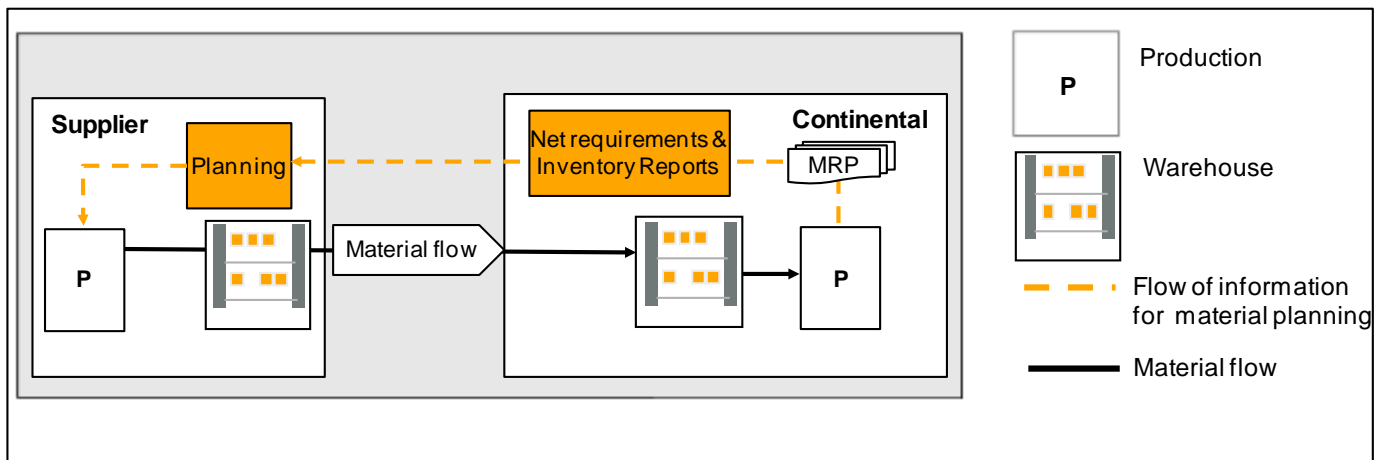 Supplier
Planning
P
Material flow
Net requirements &
Inventory Reports
Continental
MRP
P
P
Production
Warehouse
Flow of information
for material planning
Material flow